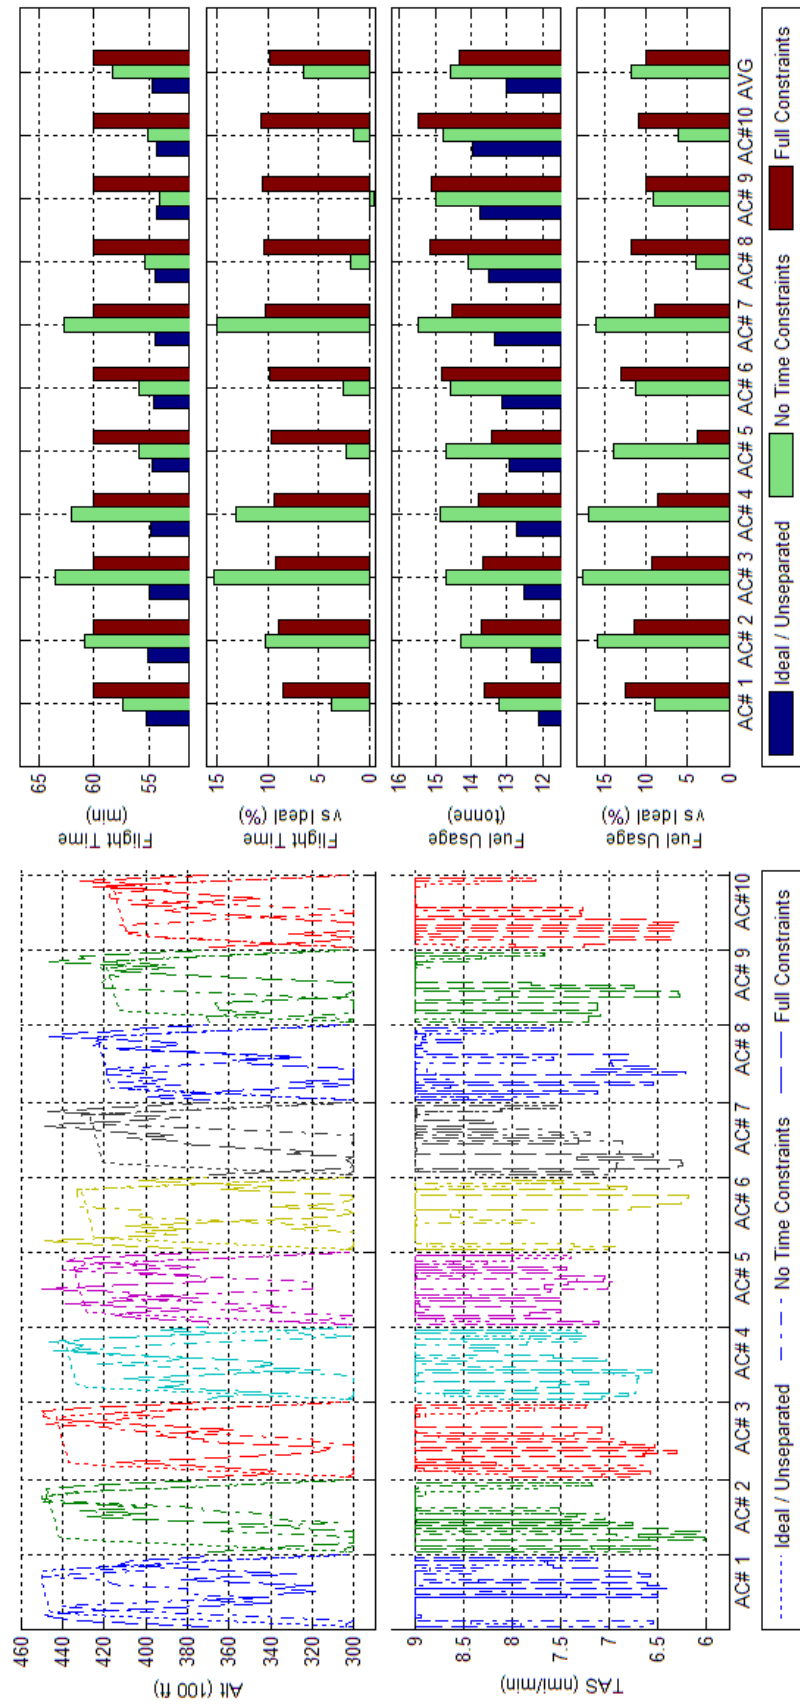 460
440
420
400
380
360
340
320
300
Alt (100 ft)
9
8.5
8
7.5
7
6.5
6
TAS (nmi/min)
AC# 1
AC# 2
AC# 3
AC# 4
AC# 5
AC# 6
AC# 7
AC# 8
AC# 9
AC#10
Ideal / Unseparated
No Time Constraints
Full Constraints
65
60
55
Flight Time
(min)
15
10
5
0
Flight Time
vs Ideal (%)
16
15
14
13
12
Fuel Usage
(tonne)
15
10
5
0
Fuel Usage
vs Ideal (%)
AC# 1
AC# 2
AC# 3
AC# 4
AC# 5
AC# 6
AC# 7
AC# 8
AC# 9
AC#10
AVG
Ideal / Unseparated
No Time Constraints
Full Constraints